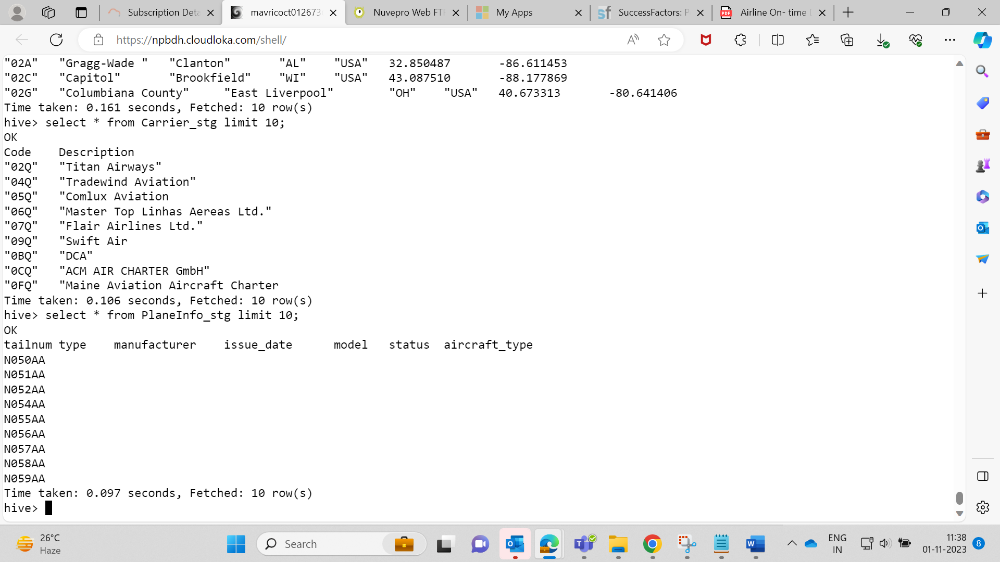 Subscription Deta
mavricoct012673
Nuvepro Web FTP
My Apps
SuccessFactors: P
Airline On- time
https://npbdh.cloudloka.com/shell/
"02A" "Gragg-Wade " "Clanton" "AL" "USA" 32.850487 -86.611453
"02C" "Capitol" "Brookfield" "WI" "USA" 43.087510 -88.177869
"02G" "Columbiana County" "East Liverpool" "OH" "USA" 40.673313 -80.641406
Time taken: 0.161 seconds, Fetched: 10 row(s)
hive> select * from Carrier_stg limit 10;
OK
Code Description
"02Q" "Titan Airways"
"04Q" "Tradewind Aviation"
"05Q" "Comlux Aviation
"06Q" "Master Top Linhas Aereas Ltd."
"07Q" "Flair Airlines Ltd."
"09Q" "Swift Air
"0BQ" "DCA"
"0CQ" "ACM AIR CHARTER GmbH"
"0FQ" "Maine Aviation Aircraft Charter
Time taken: 0.106 seconds, Fetched: 10 row(s)
hive> select * from PlaneInfo_stg limit 10;
OK
tailnum type manufacturer issue_date model status aircraft_type
N050AA
N051AA
N052AA
N054AA
N055AA
N056AA
N057AA
N058AA
N059AA
Time taken: 0.097 seconds, Fetched: 10 row(s)
hive>
26°C
Haze
Search
ENG
IN
11:38
01-11-2023
8